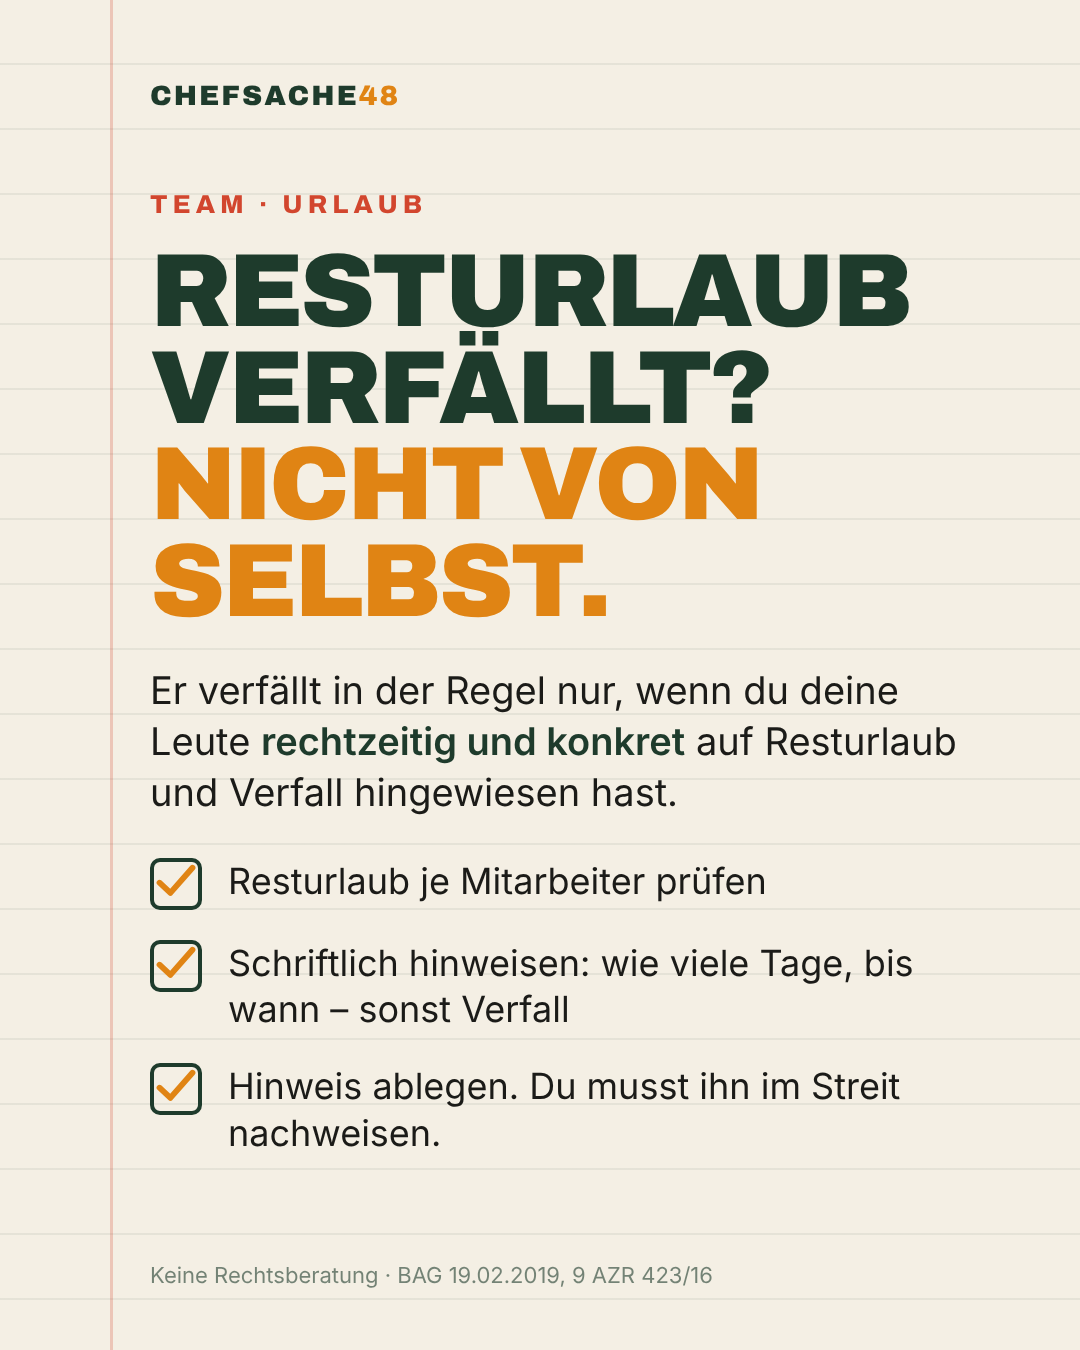 CHEFSACHE48
TEAM · URLAUB
RESTURLAUB
VERFÄLLT?
NICHT VON
SELBST.
Er verfällt in der Regel nur, wenn du deine
Leute rechtzeitig und konkret auf Resturlaub
und Verfall hingewiesen hast.
Resturlaub je Mitarbeiter prüfen
Schriftlich hinweisen: wie viele Tage, bis
wann – sonst Verfall
Hinweis ablegen. Du musst ihn im Streit
nachweisen.
Keine Rechtsberatung · BAG 19.02.2019, 9 AZR 423/16